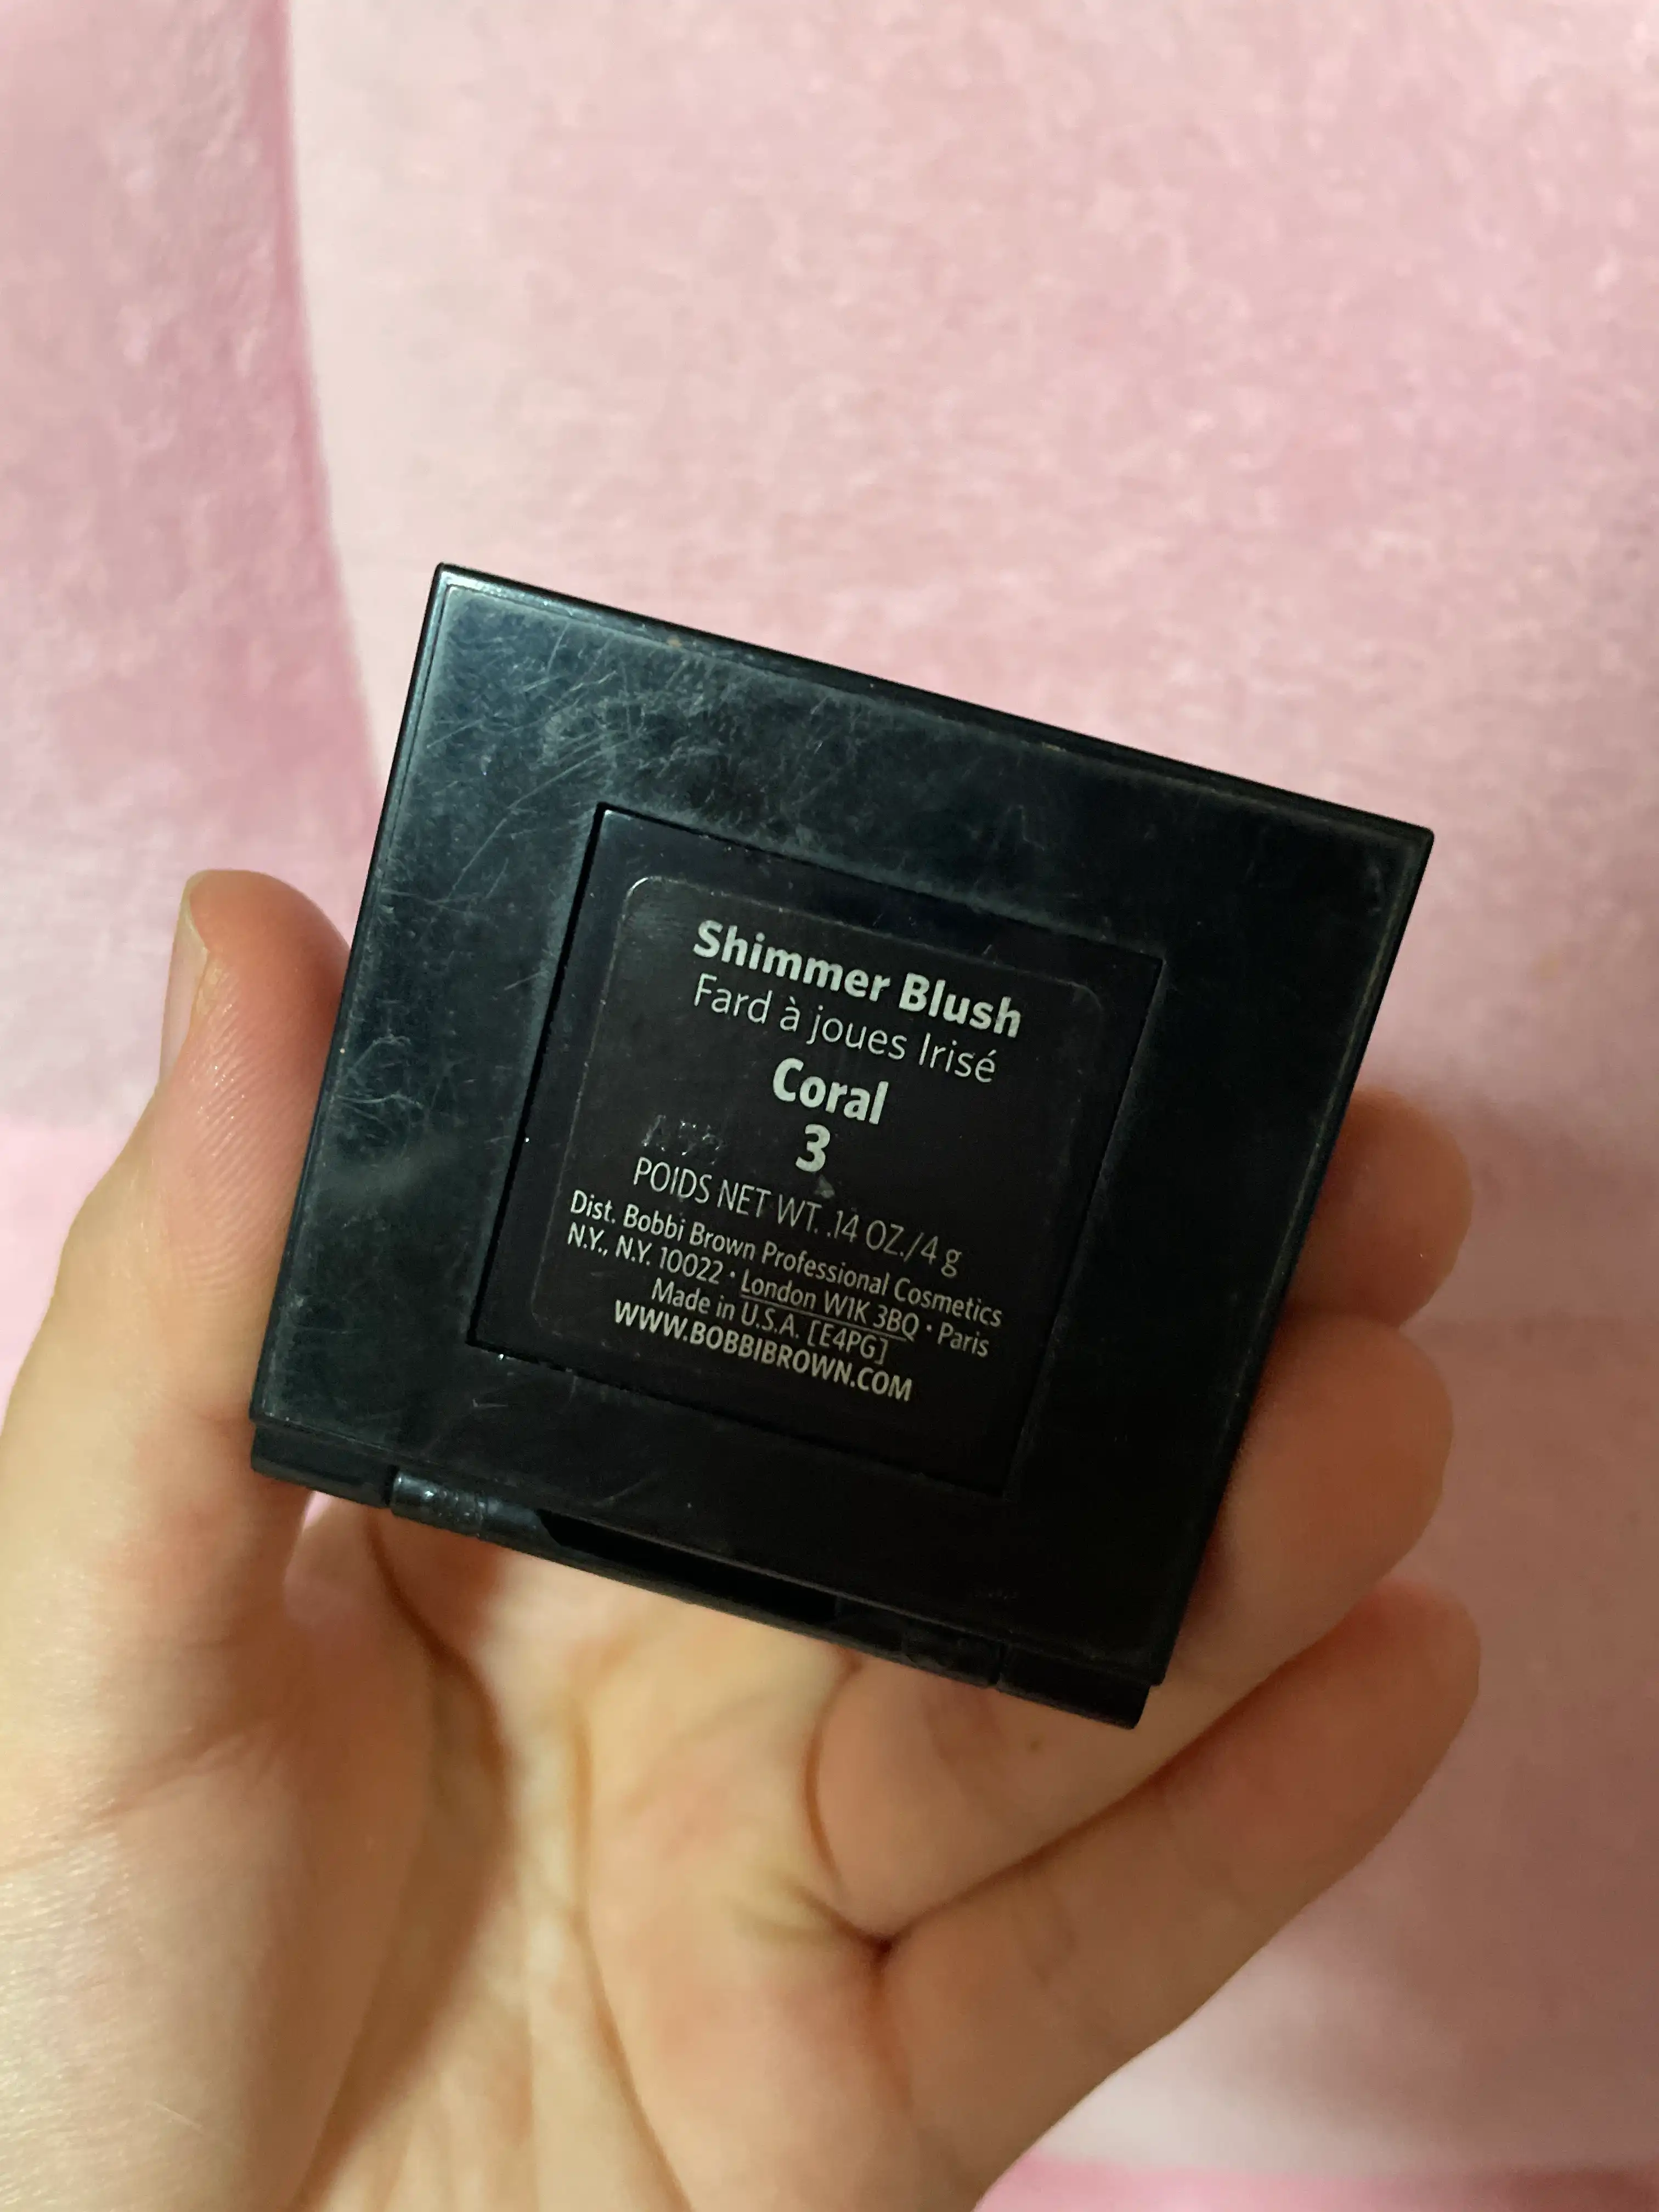 Shimmer Blush
Fard à joues Irisé
Coral
3
POIDS NET WT. .14 OZ./4 g
Dist. Bobbi Brown Professional Cosmetics
N.Y., N.Y. 10022 • London W1K 3BQ • Paris
Made in U.S.A. [E4PG]
WWW.BOBBIBROWN.COM